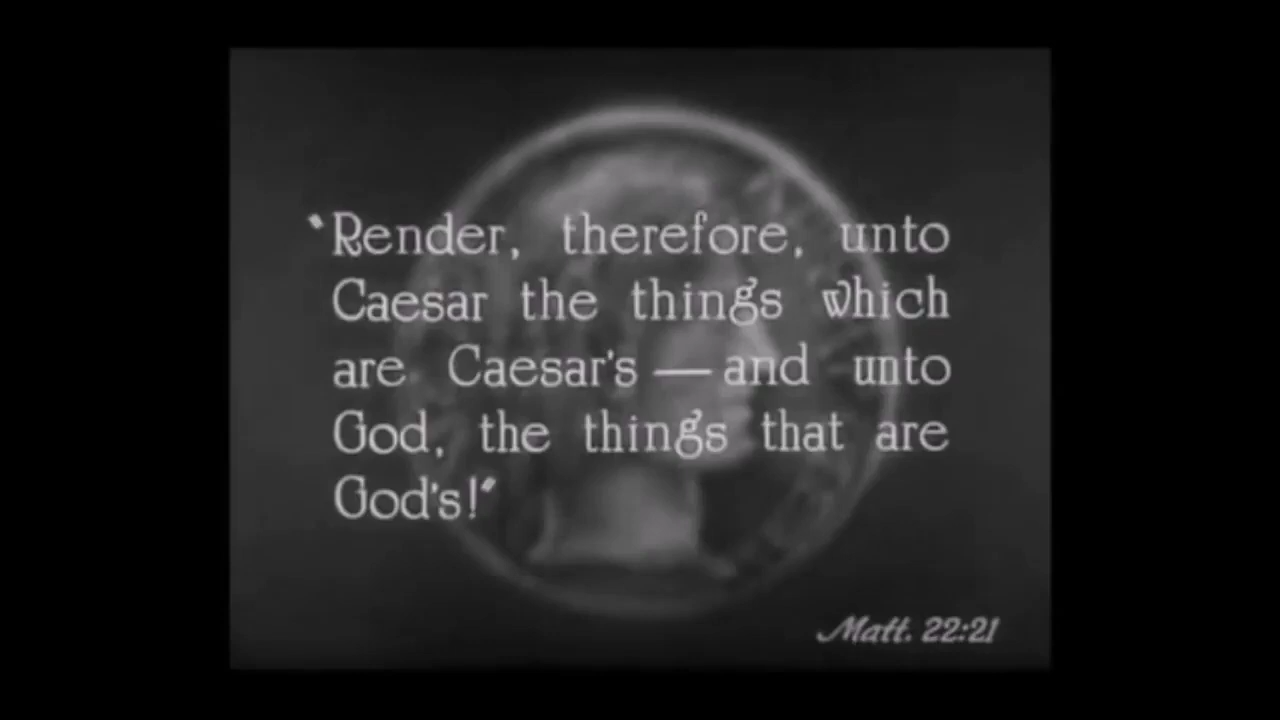 "Render, therefore, unto
Caesar the things which
are Caesar's — and unto
God, the things that are
God's!"
Matt. 22:21